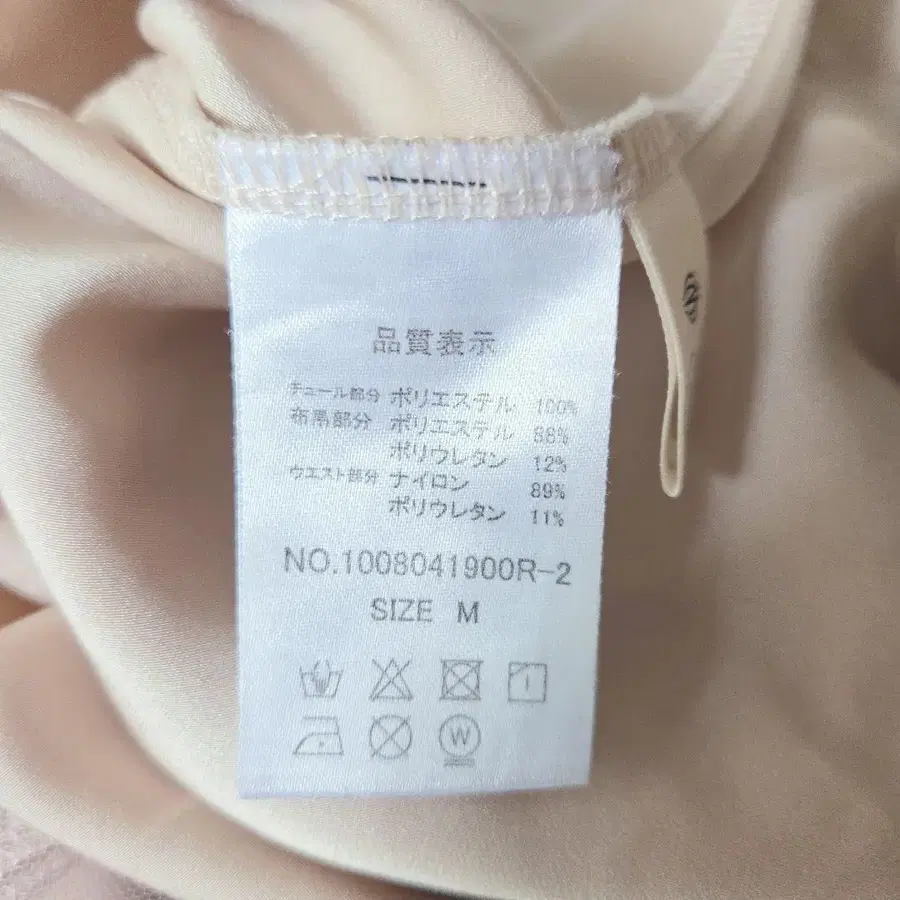 品質表示
チュール部分 ポリエステル 100%
布帛部分 ポリエステル 88%
ポリウレタン 12%
ウエスト部分 ナイロン 89%
ポリウレタン 11%
NO.1008041900R-2
SIZE M
W